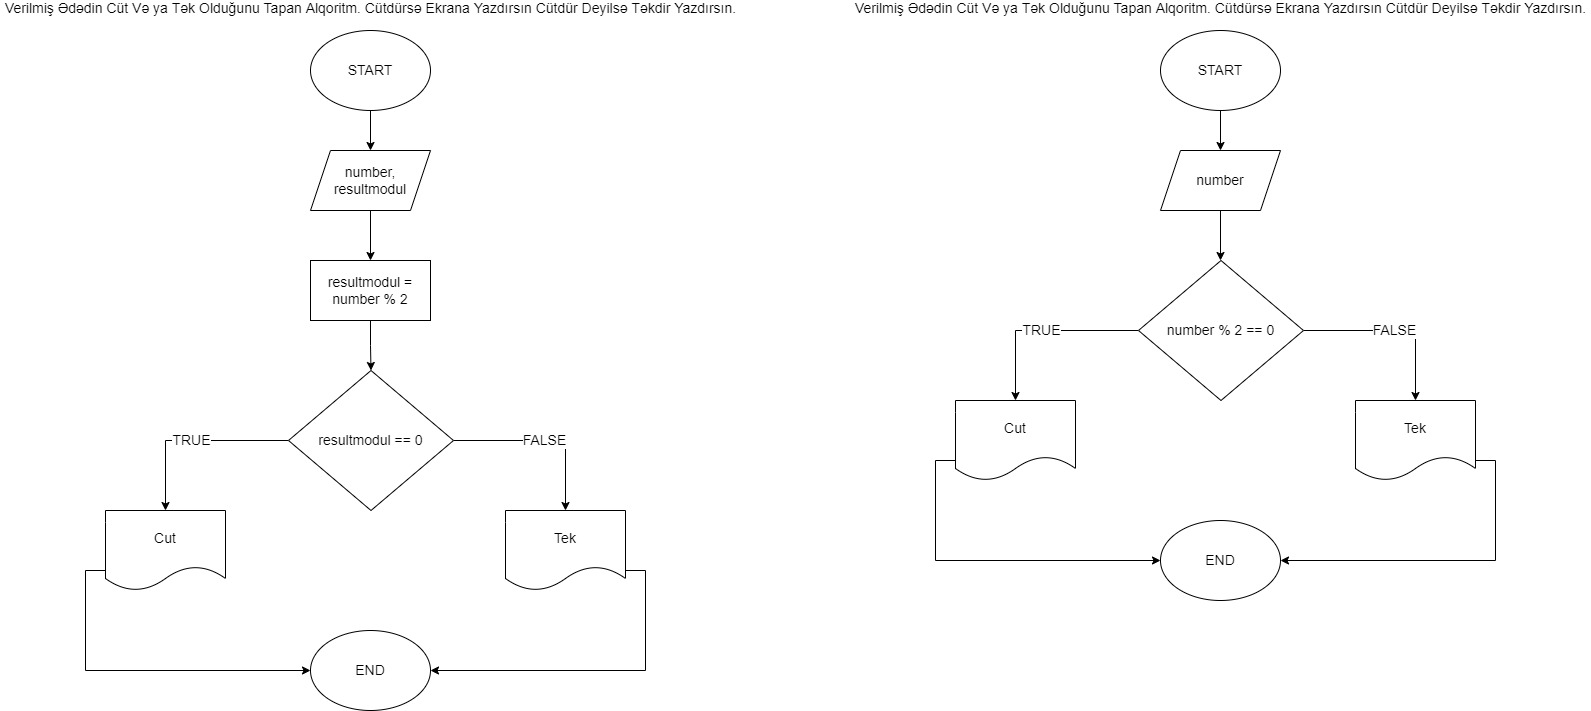 Verilmiş Ədədin Cüt Və ya Tək Olduğunu Tapan Alqoritm. Cütdürsə Ekrana Yazdırsın Cütdür Deyilsə Təkdir Yazdırsın.
START
number,
resultmodul
resultmodul =
number % 2
resultmodul == 0
TRUE
FALSE
Cut
Tek
END
Verilmiş Ədədin Cüt Və ya Tək Olduğunu Tapan Alqoritm. Cütdürsə Ekrana Yazdırsın Cütdür Deyilsə Təkdir Yazdırsın.
START
number
number % 2 == 0
TRUE
FALSE
Cut
Tek
END